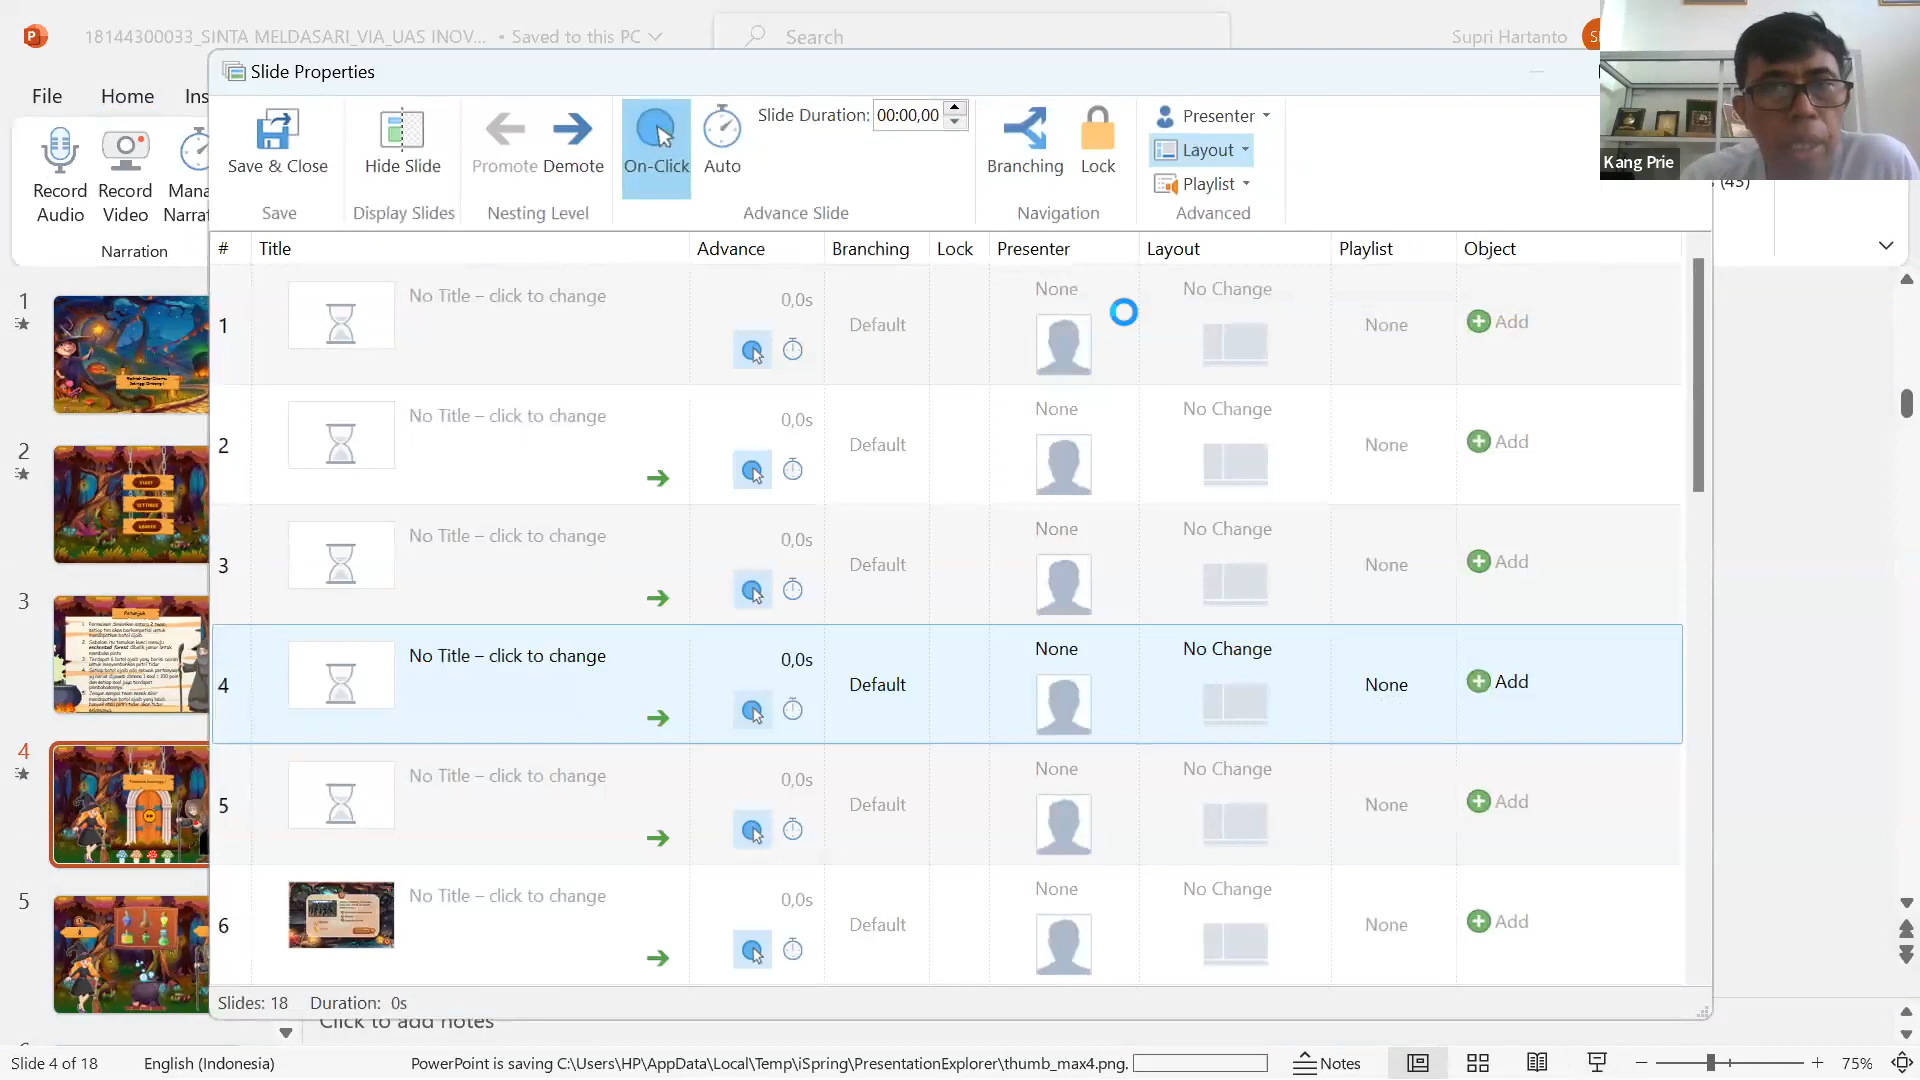 18144300033_SINTA MELDASARI_VIA_UAS INOV... • Saved to this PC
Search
Supri Hartanto
Slide Properties
File
Home
Ins
Record Audio
Record Video
Mana
Narrat
Narration
Save & Close
Save
Hide Slide
Display Slides
Promote
Demote
Nesting Level
On-Click
Auto
Slide Duration: 00:00,00
Advance Slide
Branching
Lock
Navigation
Presenter
Layout
Playlist
Advanced
Kang Prie
# Title Advance Branching Lock Presenter Layout Playlist Object
1 No Title – click to change 0,0s Default None No Change None Add
2 No Title – click to change 0,0s Default None No Change None Add
3 No Title – click to change 0,0s Default None No Change None Add
4 No Title – click to change 0,0s Default None No Change None Add
5 No Title – click to change 0,0s Default None No Change None Add
6 No Title – click to change 0,0s Default None No Change None Add
1
2
START
SETTINGS
3
Petunjuk
4
5
Slides: 18 Duration: 0s
Click to add notes
Slide 4 of 18
English (Indonesia)
PowerPoint is saving C:\Users\HP\AppData\Local\Temp\iSpring\PresentationExplorer\thumb_max4.png.
Notes
75%